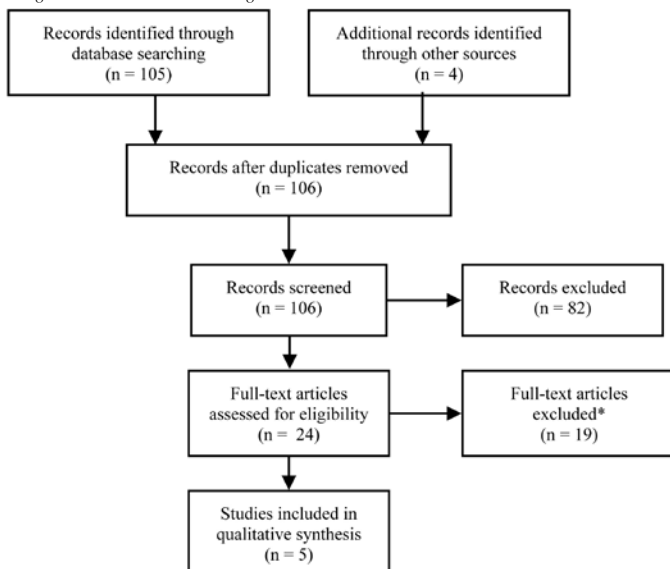 Records identified through
database searching
(n = 105)
Additional records identified
through other sources
(n = 4)
Records after duplicates removed
(n = 106)
Records screened
(n = 106)
Records excluded
(n = 82)
Full-text articles
assessed for eligibility
(n = 24)
Full-text articles
excluded*
(n = 19)
Studies included in
qualitative synthesis
(n = 5)